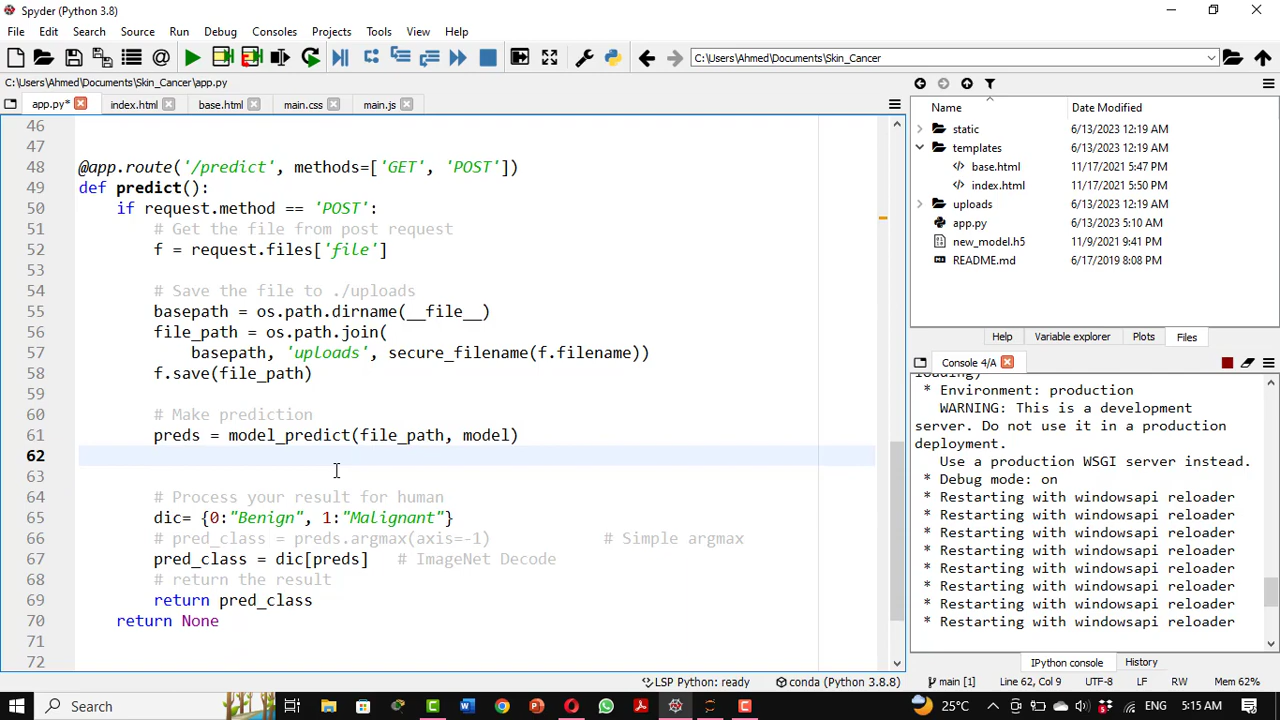 Spyder (Python 3.8)
File Edit Search Source Run Debug Consoles Projects Tools View Help
C:\Users\Ahmed\Documents\Skin_Cancer
C:\Users\Ahmed\Documents\Skin_Cancer\app.py
app.py* index.html base.html main.css main.js
46
47
48 @app.route('/predict', methods=['GET', 'POST'])
49 def predict():
50 if request.method == 'POST':
51 # Get the file from post request
52 f = request.files['file']
53
54 # Save the file to ./uploads
55 basepath = os.path.dirname(__file__)
56 file_path = os.path.join(
57 basepath, 'uploads', secure_filename(f.filename))
58 f.save(file_path)
59
60 # Make prediction
61 preds = model_predict(file_path, model)
62
63
64 # Process your result for human
65 dic= {0:"Benign", 1:"Malignant"}
66 # pred_class = preds.argmax(axis=-1) # Simple argmax
67 pred_class = dic[preds] # ImageNet Decode
68 # return the result
69 return pred_class
70 return None
71
72
Name Date Modified
static 6/13/2023 12:19 AM
templates 6/13/2023 12:19 AM
base.html 11/17/2021 5:47 PM
index.html 11/17/2021 5:50 PM
uploads 6/13/2023 12:19 AM
app.py 6/13/2023 5:10 AM
new_model.h5 11/9/2021 9:41 PM
README.md 6/17/2019 8:08 PM
Help Variable explorer Plots Files
Console 4/A
loading)
* Environment: production
WARNING: This is a development
server. Do not use it in a production
deployment.
Use a production WSGI server instead.
* Debug mode: on
* Restarting with windowsapi reloader
* Restarting with windowsapi reloader
* Restarting with windowsapi reloader
* Restarting with windowsapi reloader
* Restarting with windowsapi reloader
* Restarting with windowsapi reloader
* Restarting with windowsapi reloader
* Restarting with windowsapi reloader
IPython console History
LSP Python: ready conda (Python 3.8.8) main [1] Line 62, Col 9 UTF-8 LF RW Mem 62%
Search 25°C ENG 5:15 AM